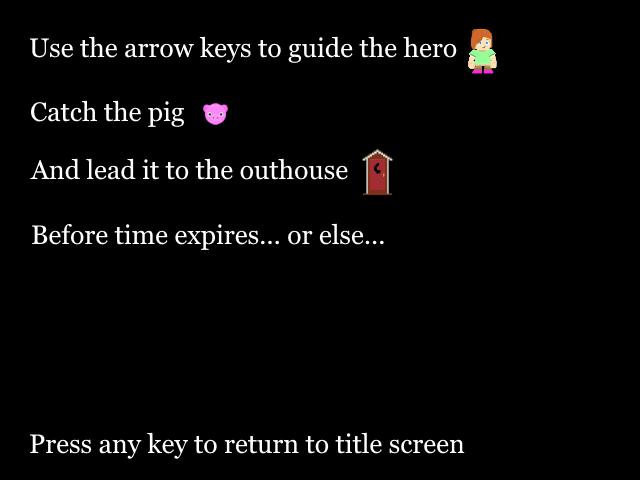 Use the arrow keys to guide the hero
Catch the pig
And lead it to the outhouse
Before time expires... or else...
Press any key to return to title screen